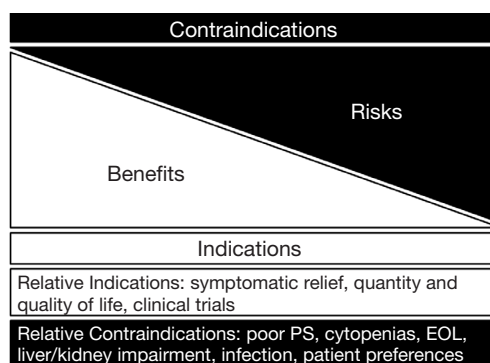 Contraindications
Risks
Benefits
Indications
Relative Indications: symptomatic relief, quantity and
quality of life, clinical trials
Relative Contraindications: poor PS, cytopenias, EOL,
liver/kidney impairment, infection, patient preferences